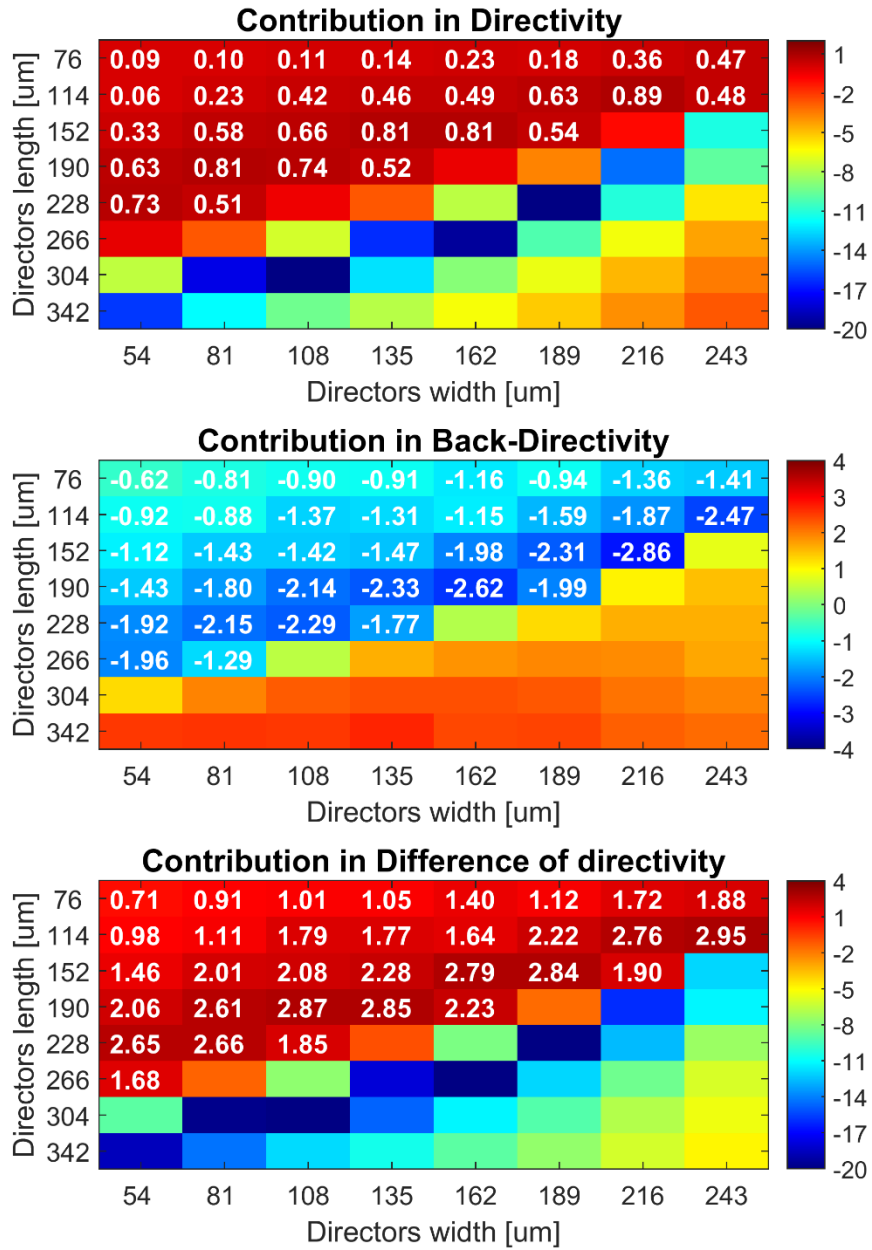 Contribution in Directivity
Directors length [um]
76 0.09 0.10 0.11 0.14 0.23 0.18 0.36 0.47 1
114 0.06 0.23 0.42 0.46 0.49 0.63 0.89 0.48 -2
152 0.33 0.58 0.66 0.81 0.81 0.54 -5
190 0.63 0.81 0.74 0.52 -8
228 0.73 0.51 -11
266 -14
304 -17
342 -20
54 81 108 135 162 189 216 243
Directors width [um]
Contribution in Back-Directivity
Directors length [um]
76 -0.62 -0.81 -0.90 -0.91 -1.16 -0.94 -1.36 -1.41 4
114 -0.92 -0.88 -1.37 -1.31 -1.15 -1.59 -1.87 -2.47 3
152 -1.12 -1.43 -1.42 -1.47 -1.98 -2.31 -2.86 2
190 -1.43 -1.80 -2.14 -2.33 -2.62 -1.99 1
228 -1.92 -2.15 -2.29 -1.77 0
266 -1.96 -1.29 -1
304 -2
342 -3
-4
54 81 108 135 162 189 216 243
Directors width [um]
Contribution in Difference of directivity
Directors length [um]
76 0.71 0.91 1.01 1.05 1.40 1.12 1.72 1.88 4
114 0.98 1.11 1.79 1.77 1.64 2.22 2.76 2.95 1
152 1.46 2.01 2.08 2.28 2.79 2.84 1.90 -2
190 2.06 2.61 2.87 2.85 2.23 -5
228 2.65 2.66 1.85 -8
266 1.68 -11
304 -14
342 -17
-20
54 81 108 135 162 189 216 243
Directors width [um]